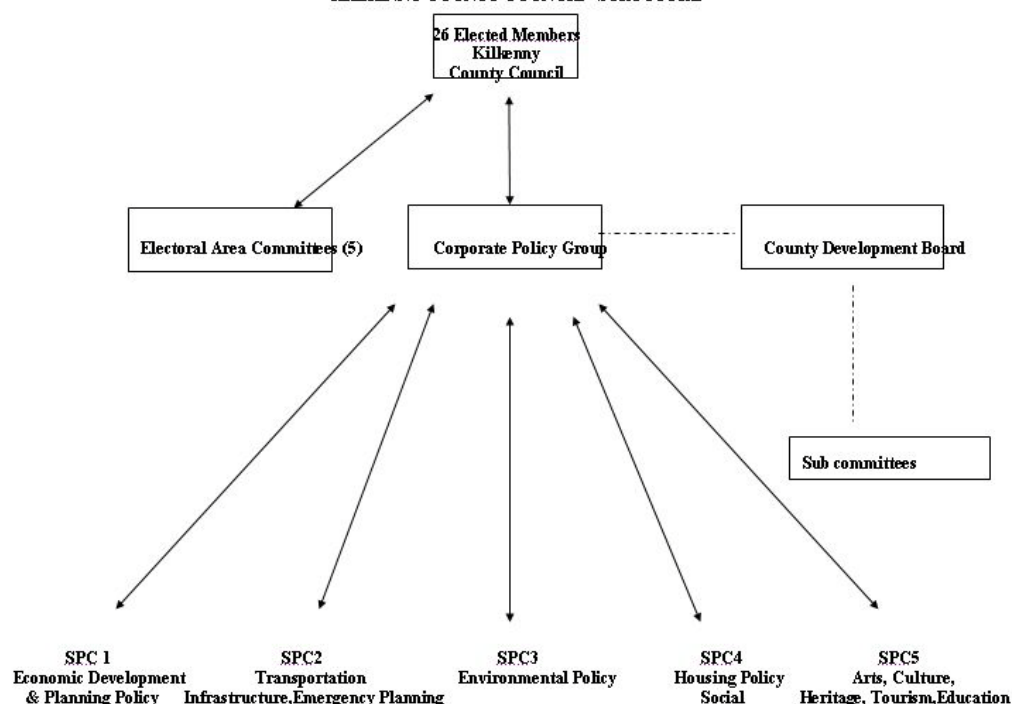 26 Elected Members
Kilkenny
County Council
Electoral Area Committees (5)
Corporate Policy Group
County Development Board
Sub committees
SPC 1
Economic Development
& Planning Policy
SPC2
Transportation
Infrastructure,Emergency Planning
SPC3
Environmental Policy
SPC4
Housing Policy
Social
SPC5
Arts, Culture,
Heritage, Tourism,Education